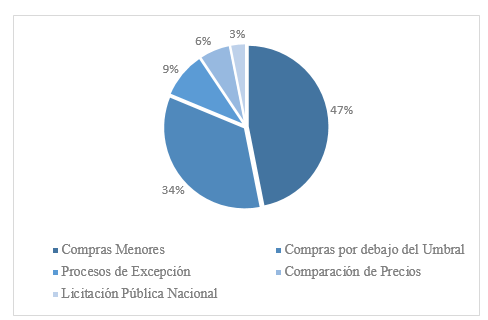 3%
6%
9%
47%
34%
Compras Menores
Compras por debajo del Umbral
Procesos de Excepción
Comparación de Precios
Licitación Pública Nacional